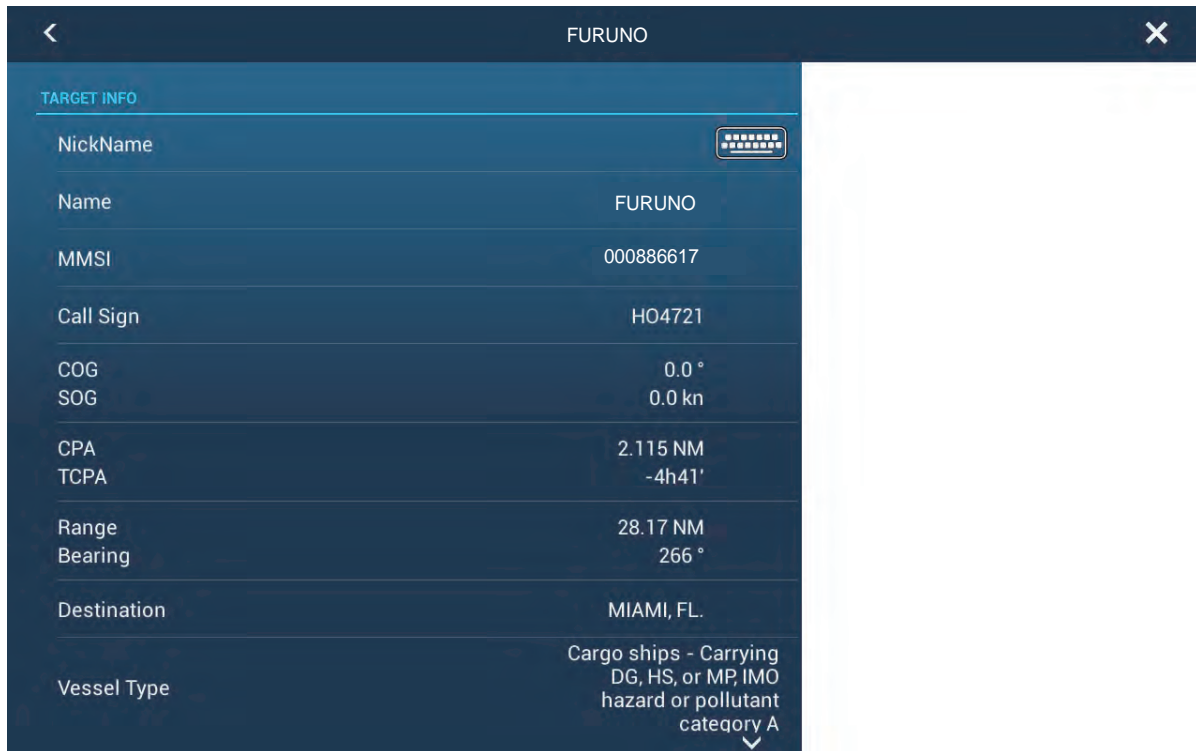 FURUNO
TARGET INFO
NickName
Name FURUNO
MMSI 000886617
Call Sign HO4721
COG 0.0 °
SOG 0.0 kn
CPA 2.115 NM
TCPA -4h41'
Range 28.17 NM
Bearing 266 °
Destination MIAMI, FL.
Vessel Type Cargo ships - Carrying
DG, HS, or MP, IMO
hazard or pollutant
category A